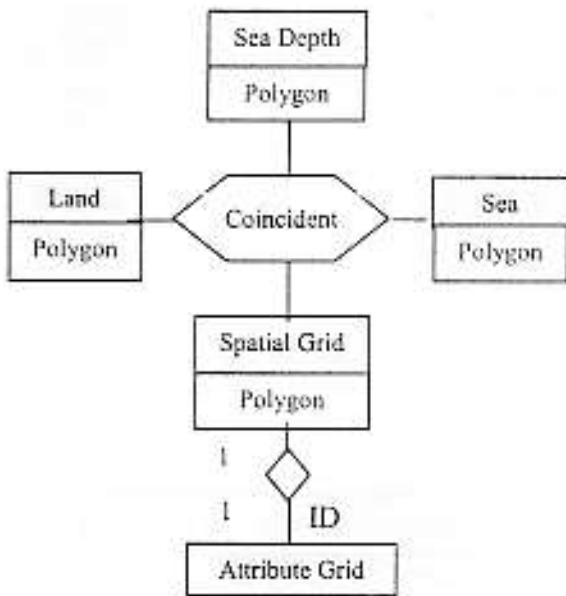 Sea Depth
Polygon
Land
Polygon
Coincident
Sea
Polygon
Spatial Grid
Polygon
1
1 ID
Attribute Grid